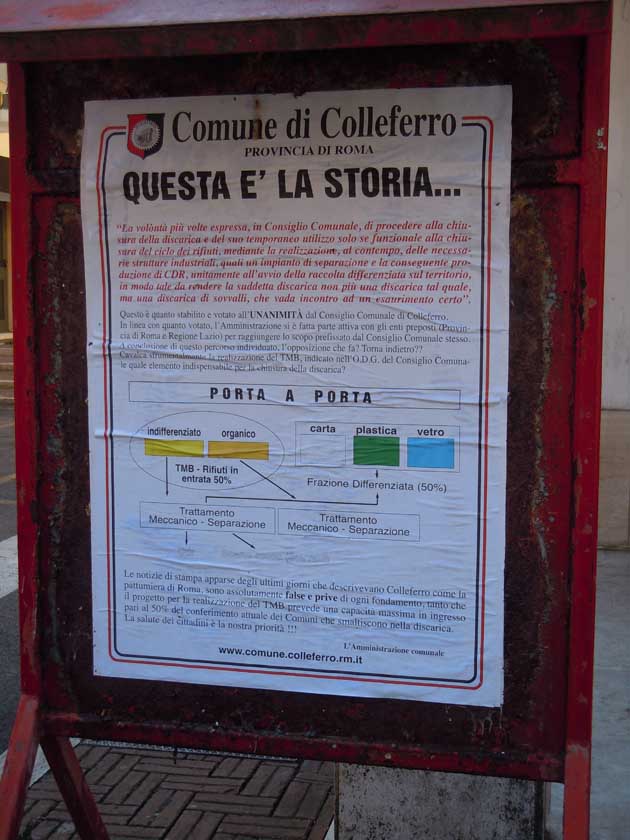 Comune di Colleferro
PROVINCIA DI ROMA
QUESTA E' LA STORIA...
“La volontà più volte espressa, in Consiglio Comunale, di procedere alla chiu-
sura della discarica e del suo temporaneo utilizzo solo se funzionale alla chiu-
sura del ciclo dei rifiuti, mediante la realizzazione, al contempo, delle necessa-
rie strutture industriali, quali un impianto di separazione e la conseguente pro-
duzione di CDR, unitamente all'avvio della raccolta differenziata sul territorio,
in modo tale da rendere la suddetta discarica non più una discarica tal quale,
ma una discarica di sovvalli, che vada incontro ad un esaurimento certo”.
Questo è quanto stabilito e votato all'UNANIMITÀ dal Consiglio Comunale di Colleferro.
In linea con quanto votato, l'Amministrazione si è fatta parte attiva con gli enti preposti (Provin-
cia di Roma e Regione Lazio) per raggiungere lo scopo prefissato dal Consiglio Comunale stesso.
A conclusione di questo percorso individuato, l'opposizione che fa? Torna indietro??
Cavalca strumentalmente la realizzazione del TMB, indicato nell'O.D.G. del Consiglio Comuna-
le quale elemento indispensabile per la chiusura della discarica?
PORTA A PORTA
indifferenziato organico carta plastica vetro
TMB - Rifiuti in
entrata 50%
Frazione Differenziata (50%)
Trattamento
Meccanico - Separazione
Trattamento
Meccanico - Separazione
Le notizie di stampa apparse degli ultimi giorni che descrivevano Colleferro come la
pattumiera di Roma, sono assolutamente false e prive di ogni fondamento, tanto che
il progetto per la realizzazione del TMB prevede una capacità massima in ingresso
pari al 50% del conferimento attuale dei Comuni che smaltiscono nella discarica.
La salute dei cittadini è la nostra priorità !!!
L'Amministrazione comunale
www.comune.colleferro.rm.it